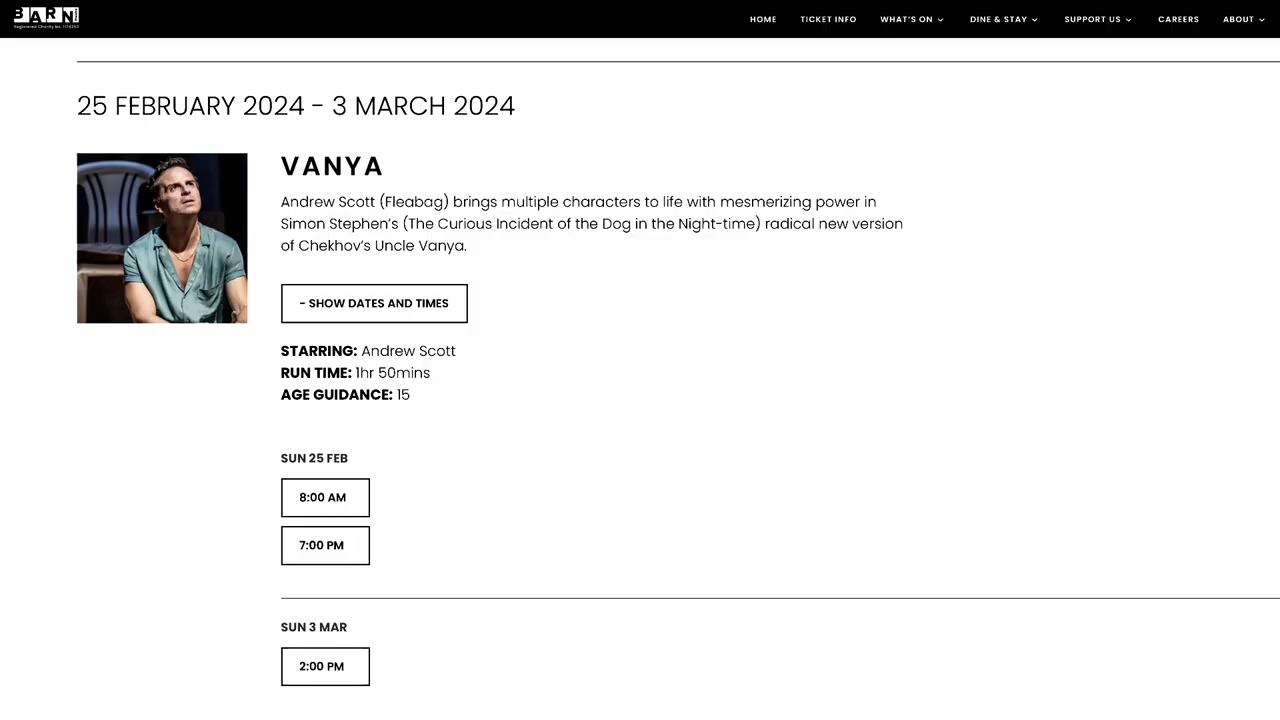 BARN
Registered Charity No. 1174253
HOME
TICKET INFO
WHAT'S ON
DINE & STAY
SUPPORT US
CAREERS
ABOUT
25 FEBRUARY 2024 - 3 MARCH 2024
VANYA
Andrew Scott (Fleabag) brings multiple characters to life with mesmerizing power in
Simon Stephen's (The Curious Incident of the Dog in the Night-time) radical new version
of Chekhov's Uncle Vanya.
- SHOW DATES AND TIMES
STARRING: Andrew Scott
RUN TIME: 1hr 50mins
AGE GUIDANCE: 15
SUN 25 FEB
8:00 AM
7:00 PM
SUN 3 MAR
2:00 PM